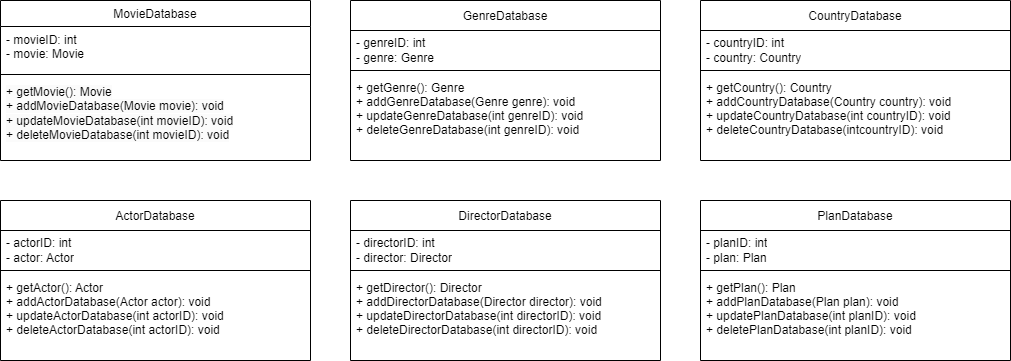 MovieDatabase
- movieID: int
- movie: Movie
+ getMovie(): Movie
+ addMovieDatabase(Movie movie): void
+ updateMovieDatabase(int movieID): void
+ deleteMovieDatabase(int movieID): void
GenreDatabase
- genreID: int
- genre: Genre
+ getGenre(): Genre
+ addGenreDatabase(Genre genre): void
+ updateGenreDatabase(int genreID): void
+ deleteGenreDatabase(int genreID): void
CountryDatabase
- countryID: int
- country: Country
+ getCountry(): Country
+ addCountryDatabase(Country country): void
+ updateCountryDatabase(int countryID): void
+ deleteCountryDatabase(intcountryID): void
ActorDatabase
- actorID: int
- actor: Actor
+ getActor(): Actor
+ addActorDatabase(Actor actor): void
+ updateActorDatabase(int actorID): void
+ deleteActorDatabase(int actorID): void
DirectorDatabase
- directorID: int
- director: Director
+ getDirector(): Director
+ addDirectorDatabase(Director director): void
+ updateDirectorDatabase(int directorID): void
+ deleteDirectorDatabase(int directorID): void
PlanDatabase
- planID: int
- plan: Plan
+ getPlan(): Plan
+ addPlanDatabase(Plan plan): void
+ updatePlanDatabase(int planID): void
+ deletePlanDatabase(int planID): void